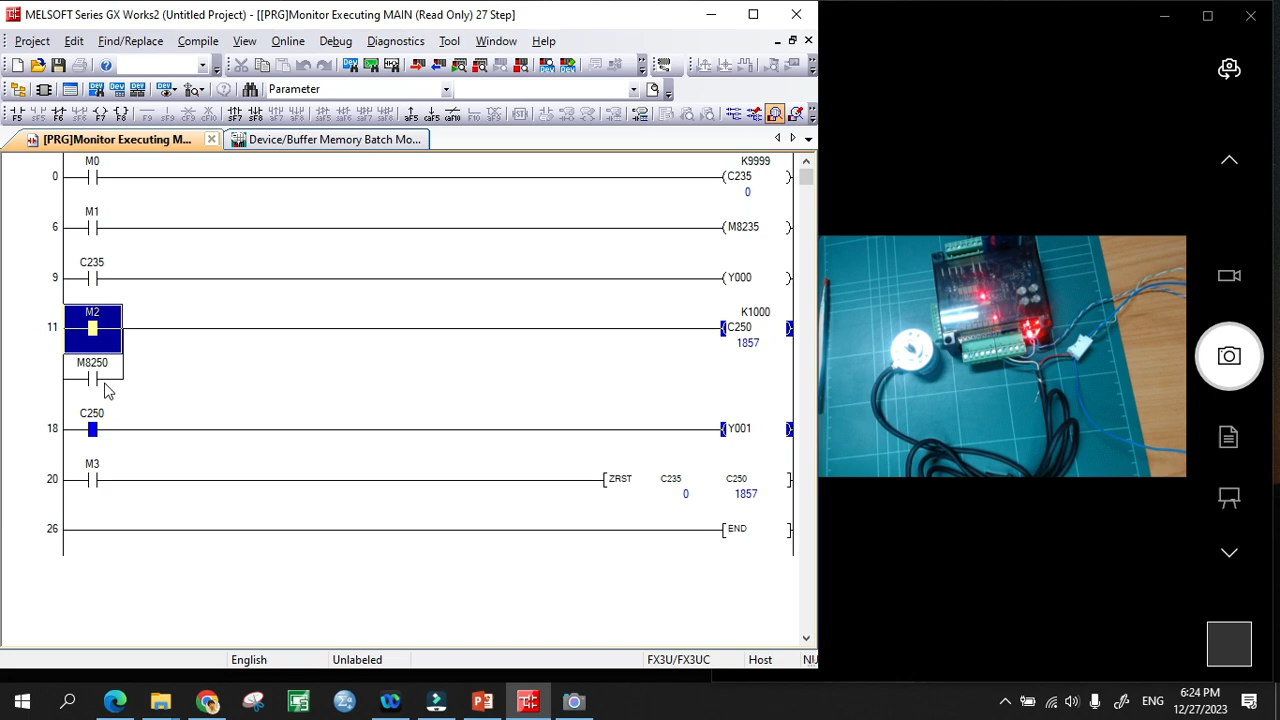 MELSOFT Series GX Works2 (Untitled Project) - [[PRG]Monitor Executing MAIN (Read Only) 27 Step]
Project Edit Find/Replace Compile View Online Debug Diagnostics Tool Window Help
Parameter
[PRG]Monitor Executing M... Device/Buffer Memory Batch Mo...
M0 K9999
0 C235
0
M1
6 M8235
C235
9 Y000
M2 K1000
11 C250
1857
M8250
C250
18 Y001
M3
20 ZRST C235 C250
0 1857
26 END
English Unlabeled FX3U/FX3UC Host NU
ENG
6:24 PM
12/27/2023